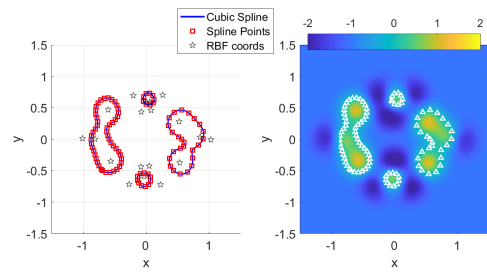 Cubic Spline
Spline Points
RBF coords
-2 -1 0 1 2
1.5
1
0.5
0
-0.5
-1
-1.5
y
-1 0 1
x
1.5
1
0.5
0
-0.5
-1
-1.5
y
-1 0 1
x